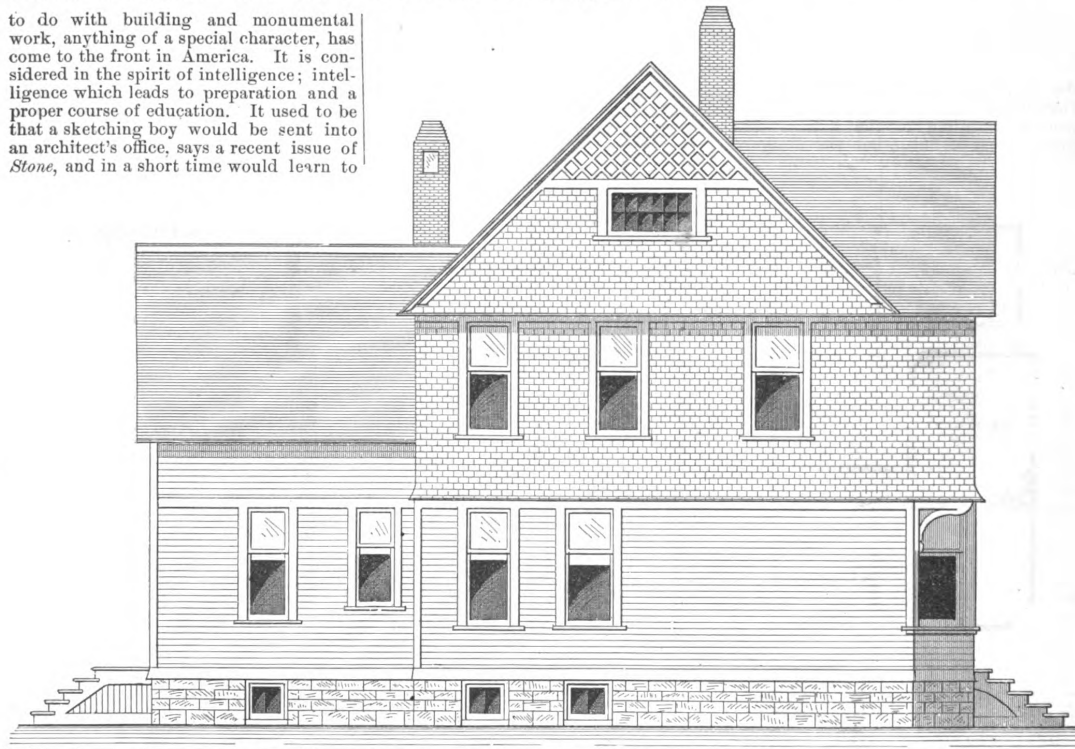 to do with building and monumental
work, anything of a special character, has
come to the front in America. It is con-
sidered in the spirit of intelligence; intel-
ligence which leads to preparation and a
proper course of education. It used to be
that a sketching boy would be sent into
an architect's office, says a recent issue of
Stone, and in a short time would learn to